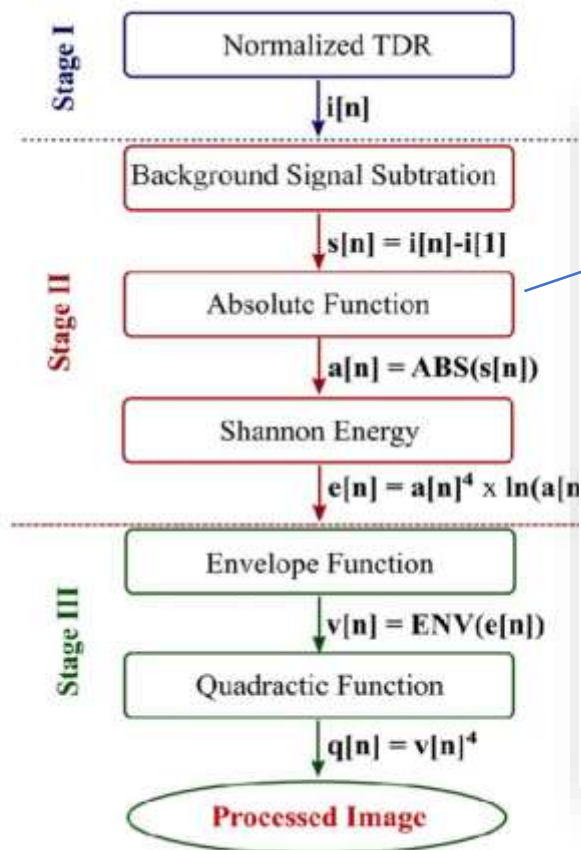 Stage I
Normalized TDR
i[n]
Stage II
Background Signal Subtration
s[n] = i[n]-i[1]
Absolute Function
a[n] = ABS(s[n])
Shannon Energy
e[n] = a[n]⁴ x ln(a[n
Stage III
Envelope Function
v[n] = ENV(e[n])
Quadractic Function
q[n] = v[n]⁴
Processed Image